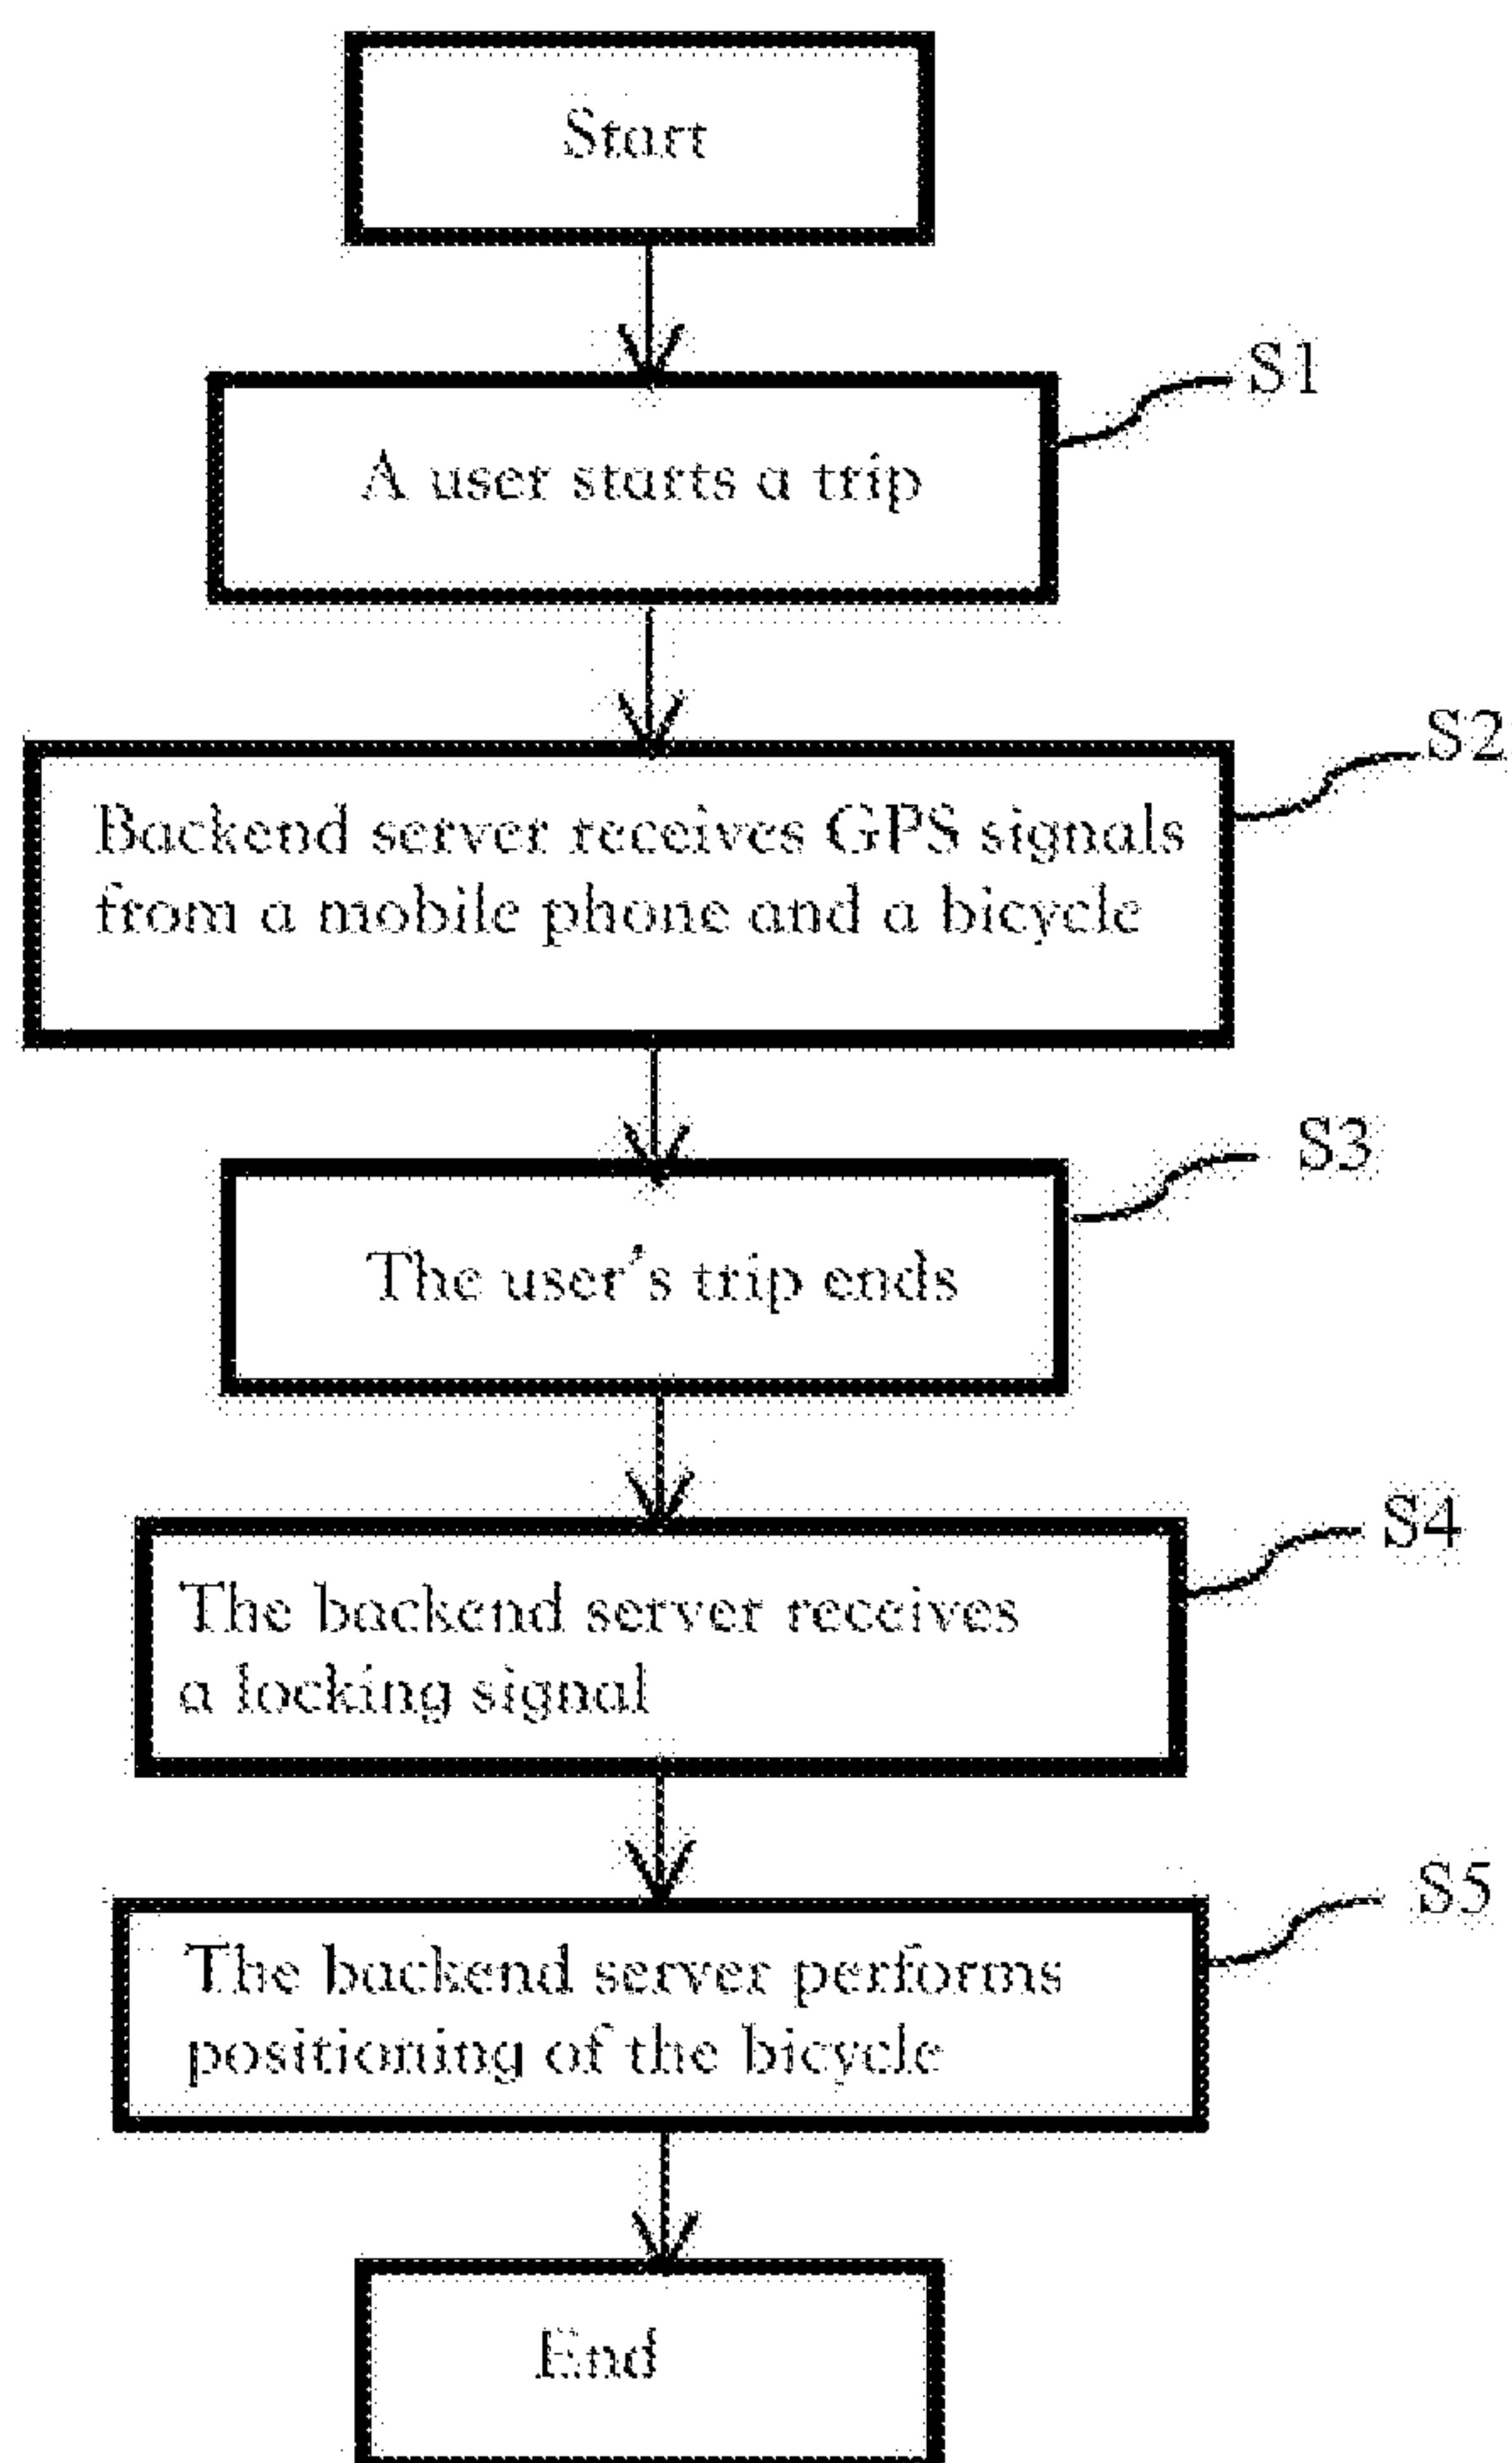 Start
S1
A user starts a trip
S2
Backend server receives GPS signals
from a mobile phone and a bicycle
S3
The user's trip ends
S4
The backend server receives
a locking signal
S5
The backend server performs
positioning of the bicycle
End